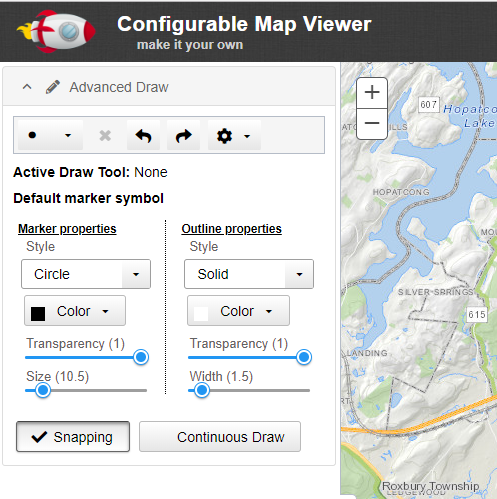 Configurable Map Viewer
make it your own
Advanced Draw
Active Draw Tool: None
Default marker symbol
Marker properties
Style
Circle
Color
Transparency (1)
Size (10.5)
Outline properties
Style
Solid
Color
Transparency (1)
Width (1.5)
Snapping
Continuous Draw
+
−
607
Hopatc
Lake
HILLS
HOPATCONG
MOU
SILVER SPRINGS
615
LANDING
Roxbury Township
LEDGEWOOD